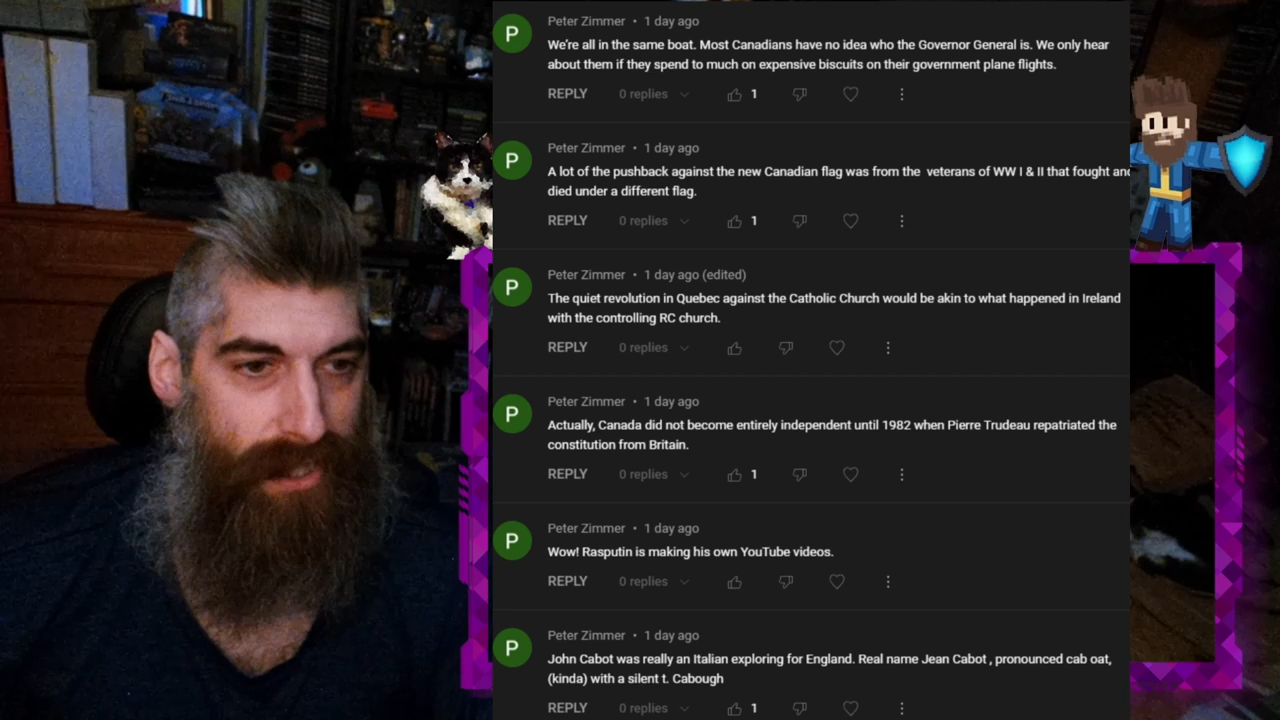 Peter Zimmer • 1 day ago
P
We're all in the same boat. Most Canadians have no idea who the Governor General is. We only hear
about them if they spend to much on expensive biscuits on their government plane flights.
REPLY 0 replies 1
Peter Zimmer • 1 day ago
P
A lot of the pushback against the new Canadian flag was from the veterans of WW I & II that fought and
died under a different flag.
REPLY 0 replies 1
Peter Zimmer • 1 day ago (edited)
P
The quiet revolution in Quebec against the Catholic Church would be akin to what happened in Ireland
with the controlling RC church.
REPLY 0 replies
Peter Zimmer • 1 day ago
P
Actually, Canada did not become entirely independent until 1982 when Pierre Trudeau repatriated the
constitution from Britain.
REPLY 0 replies 1
Peter Zimmer • 1 day ago
P
Wow! Rasputin is making his own YouTube videos.
REPLY 0 replies
Peter Zimmer • 1 day ago
P
John Cabot was really an Italian exploring for England. Real name Jean Cabot , pronounced cab oat,
(kinda) with a silent t. Cabough
REPLY 0 replies 1